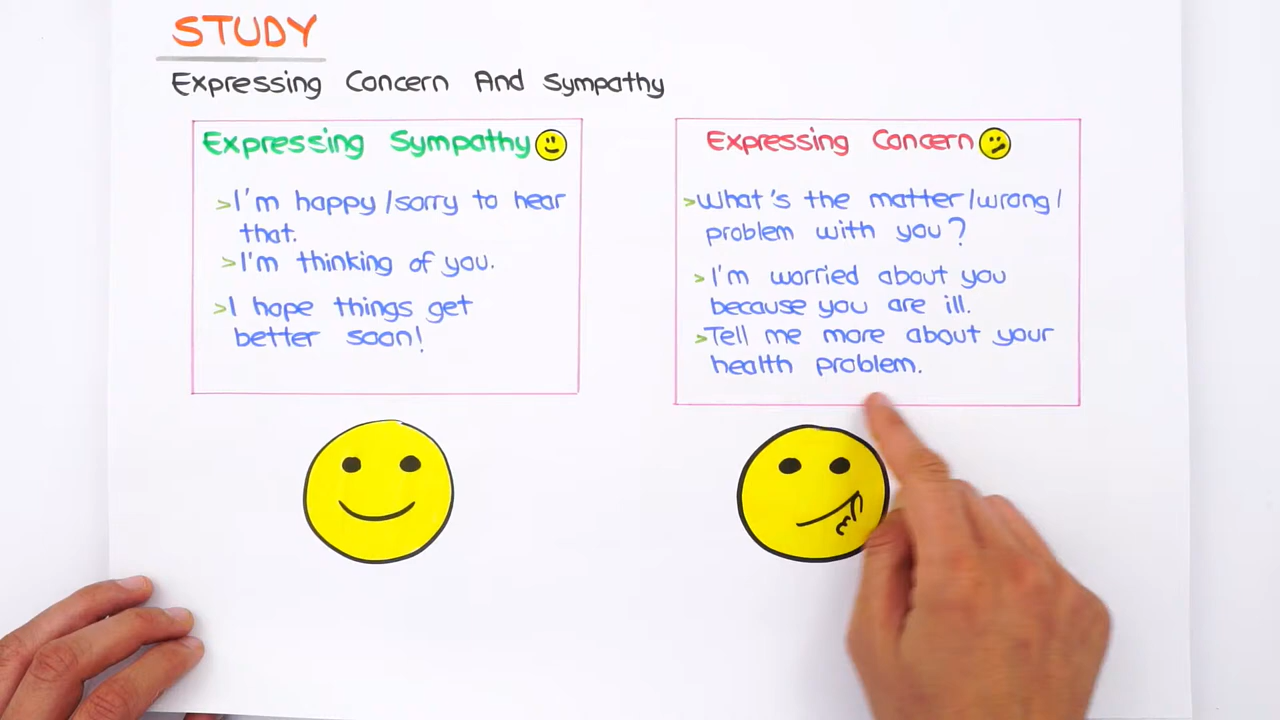 STUDY
Expressing Concern And Sympathy
Expressing Sympathy
>I'm happy/sorry to hear
that.
>I'm thinking of you.
>I hope things get
better soon!
Expressing Concern
>What's the matter/wrong/
problem with you?
>I'm worried about you
because you are ill.
>Tell me more about your
health problem.